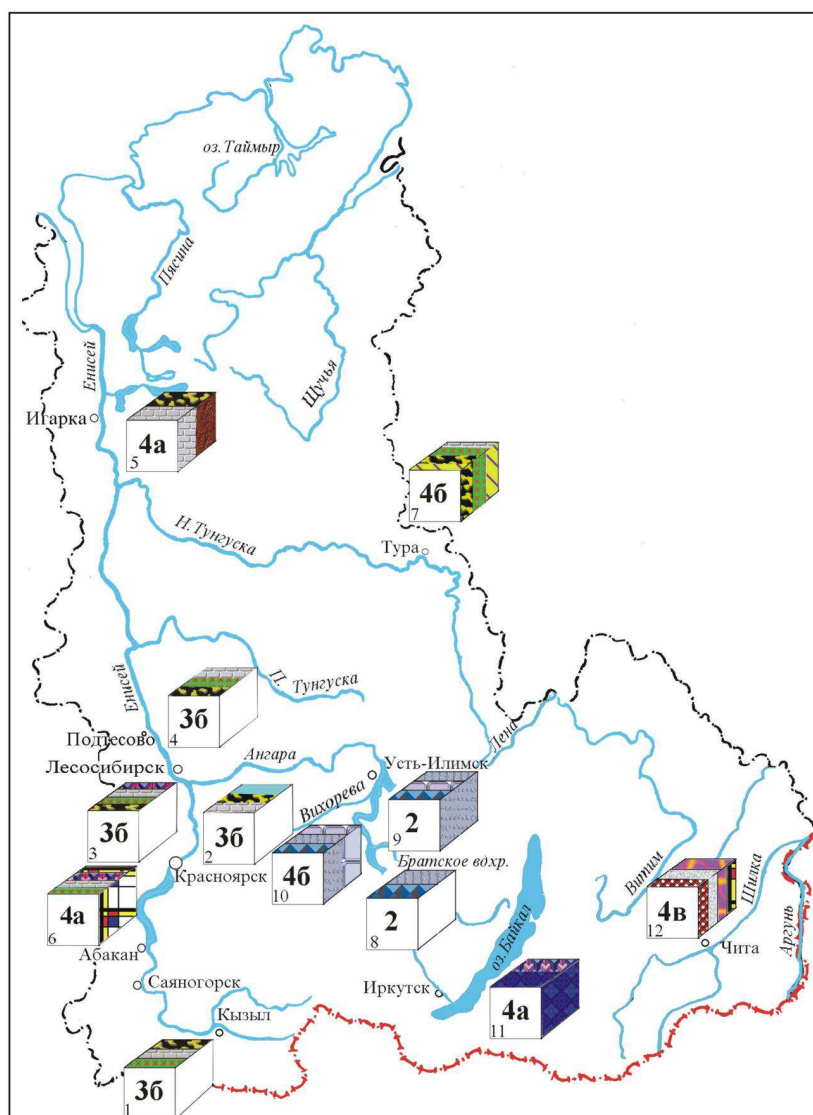 оз. Таймыр
Пясина
Енисей
Щучья
Игарка
4а
5
4б
7
Н. Тунгуска
Тура
Енисей
П. Тунгуска
3б
4
Подтесово
Лесосибирск
Ангара
Усть-Илимск
Лена
3б
3
3б
2
Вихорева
2
9
Красноярск
4б
10
Братское вдхр.
Витим
Шилка
4а
6
2
8
оз. Байкал
4в
12
Аргунь
Абакан
Чита
Саяногорск
Иркутск
4а
11
Кызыл
3б
1